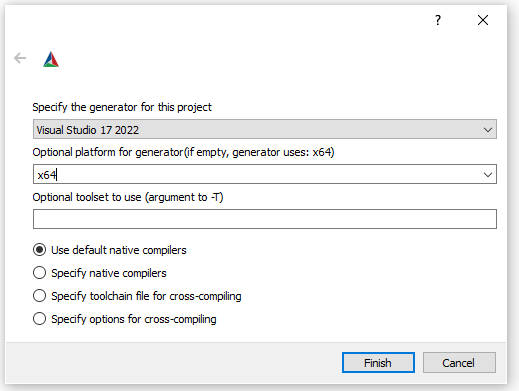 ?
Specify the generator for this project
Visual Studio 17 2022
Optional platform for generator(if empty, generator uses: x64)
x64
Optional toolset to use (argument to -T)
Use default native compilers
Specify native compilers
Specify toolchain file for cross-compiling
Specify options for cross-compiling
Finish Cancel